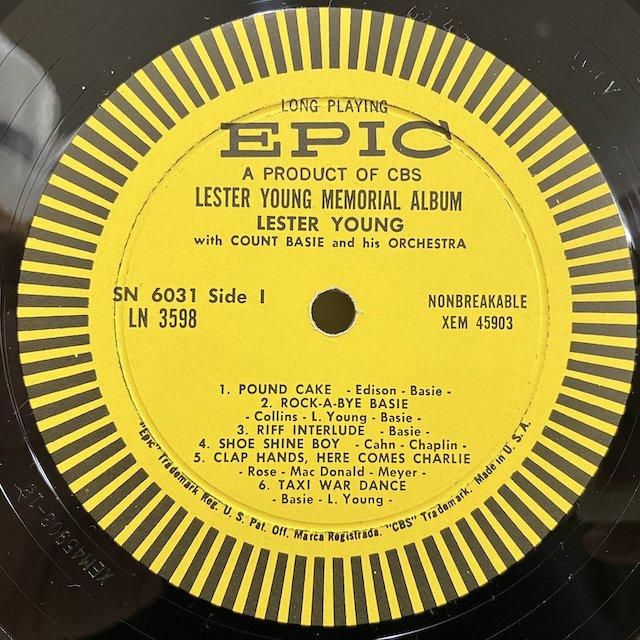 LONG PLAYING
EPIC
A PRODUCT OF CBS
LESTER YOUNG MEMORIAL ALBUM
LESTER YOUNG
with COUNT BASIE and his ORCHESTRA
SN 6031 Side I
LN 3598
NONBREAKABLE
XEM 45903
1. POUND CAKE - Edison - Basie -
2. ROCK-A-BYE BASIE
- Collins - L. Young - Basie -
3. RIFF INTERLUDE - Basie -
4. SHOE SHINE BOY - Cahn - Chaplin -
5. CLAP HANDS, HERE COMES CHARLIE
- Rose - Mac Donald - Meyer -
6. TAXI WAR DANCE
- Basie - L. Young -
"Epic" Trademark Reg. U. S. Pat. Off. Marca Registrada. "CBS" Trademark. Made in U. S. A.